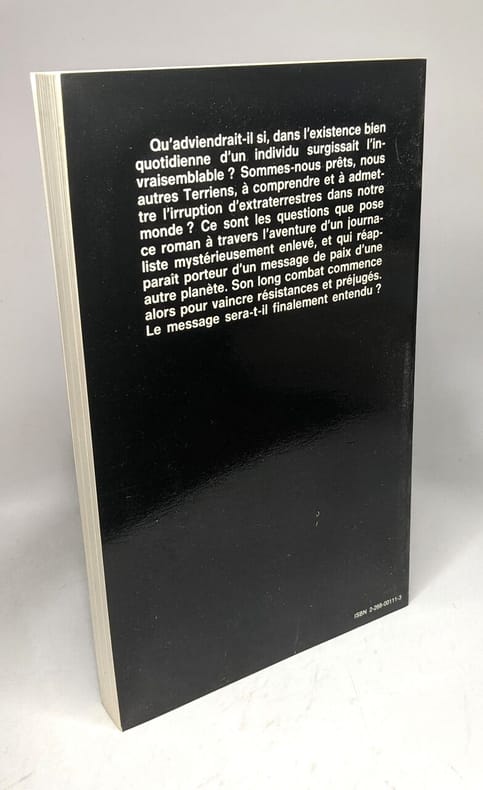 Qu'adviendrait-il si, dans l'existence bien
quotidienne d'un individu surgissait l'in-
vraisemblable ? Sommes-nous prêts, nous
autres Terriens, à comprendre et à admet-
tre l'irruption d'extraterrestres dans notre
monde ? Ce sont les questions que pose
ce roman à travers l'aventure d'un journa-
liste mystérieusement enlevé, et qui réap-
paraît porteur d'un message de paix d'une
autre planète. Son long combat commence
alors pour vaincre résistances et préjugés.
Le message sera-t-il finalement entendu ?
ISBN 2-268-00111-3